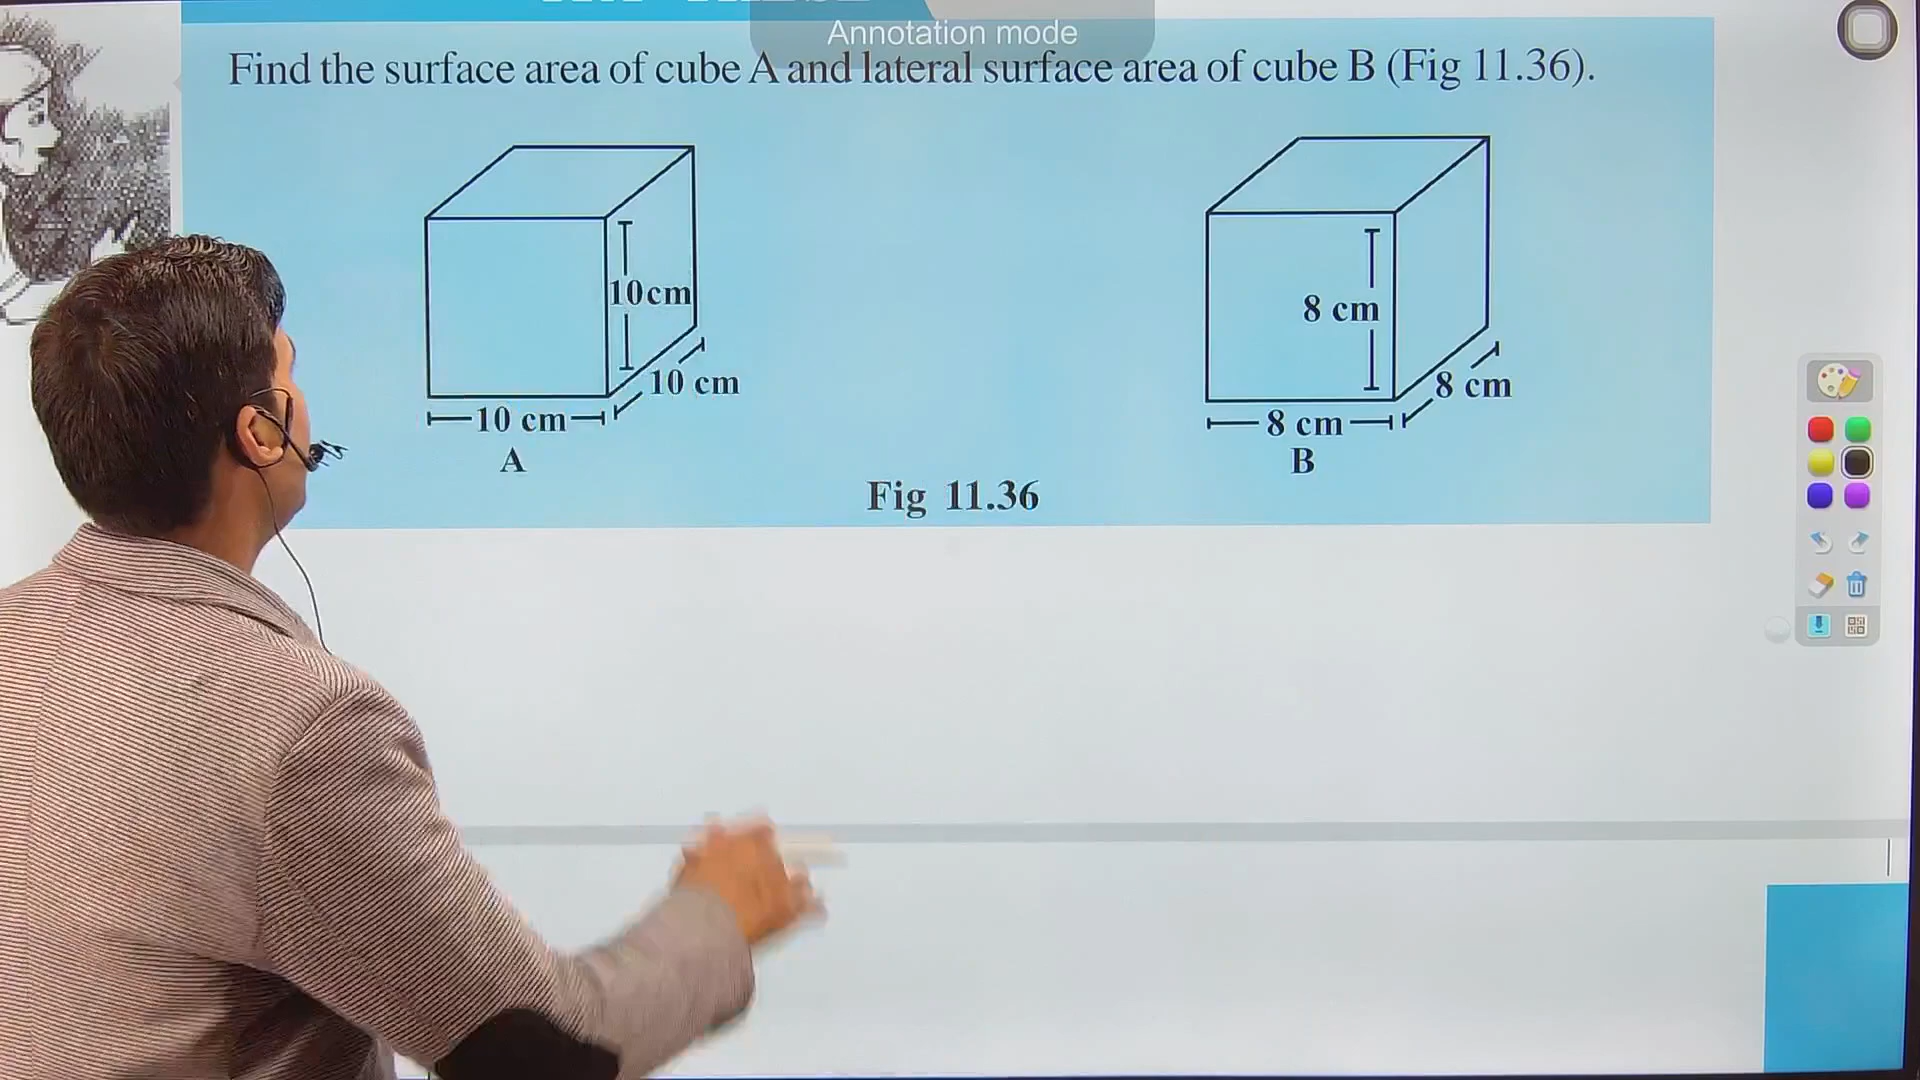 Annotation mode
Find the surface area of cube A and lateral surface area of cube B (Fig 11.36).
10cm
10 cm
10 cm
A
8 cm
8 cm
8 cm
B
Fig 11.36